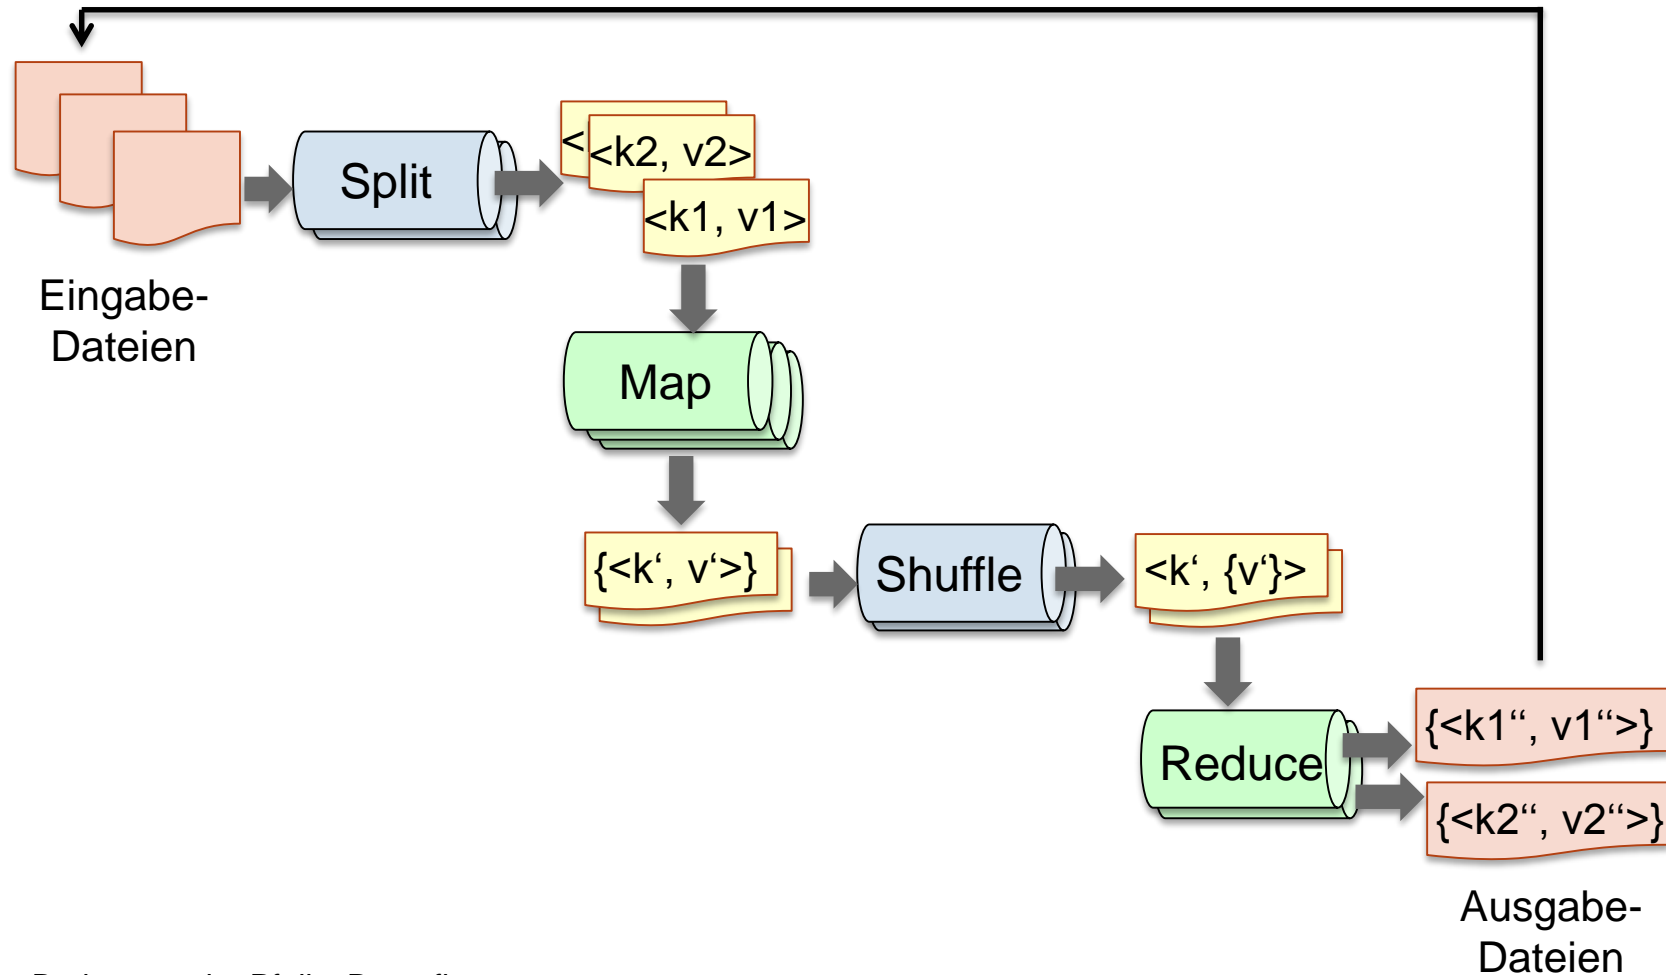 Split
<
<k2, v2>
<k1, v1>
Eingabe-
Dateien
Map
{<k‘, v‘>}
Shuffle
<k‘, {v‘}>
Reduce
{<k1“, v1“>}
{<k2“, v2“>}
Ausgabe-
Dateien